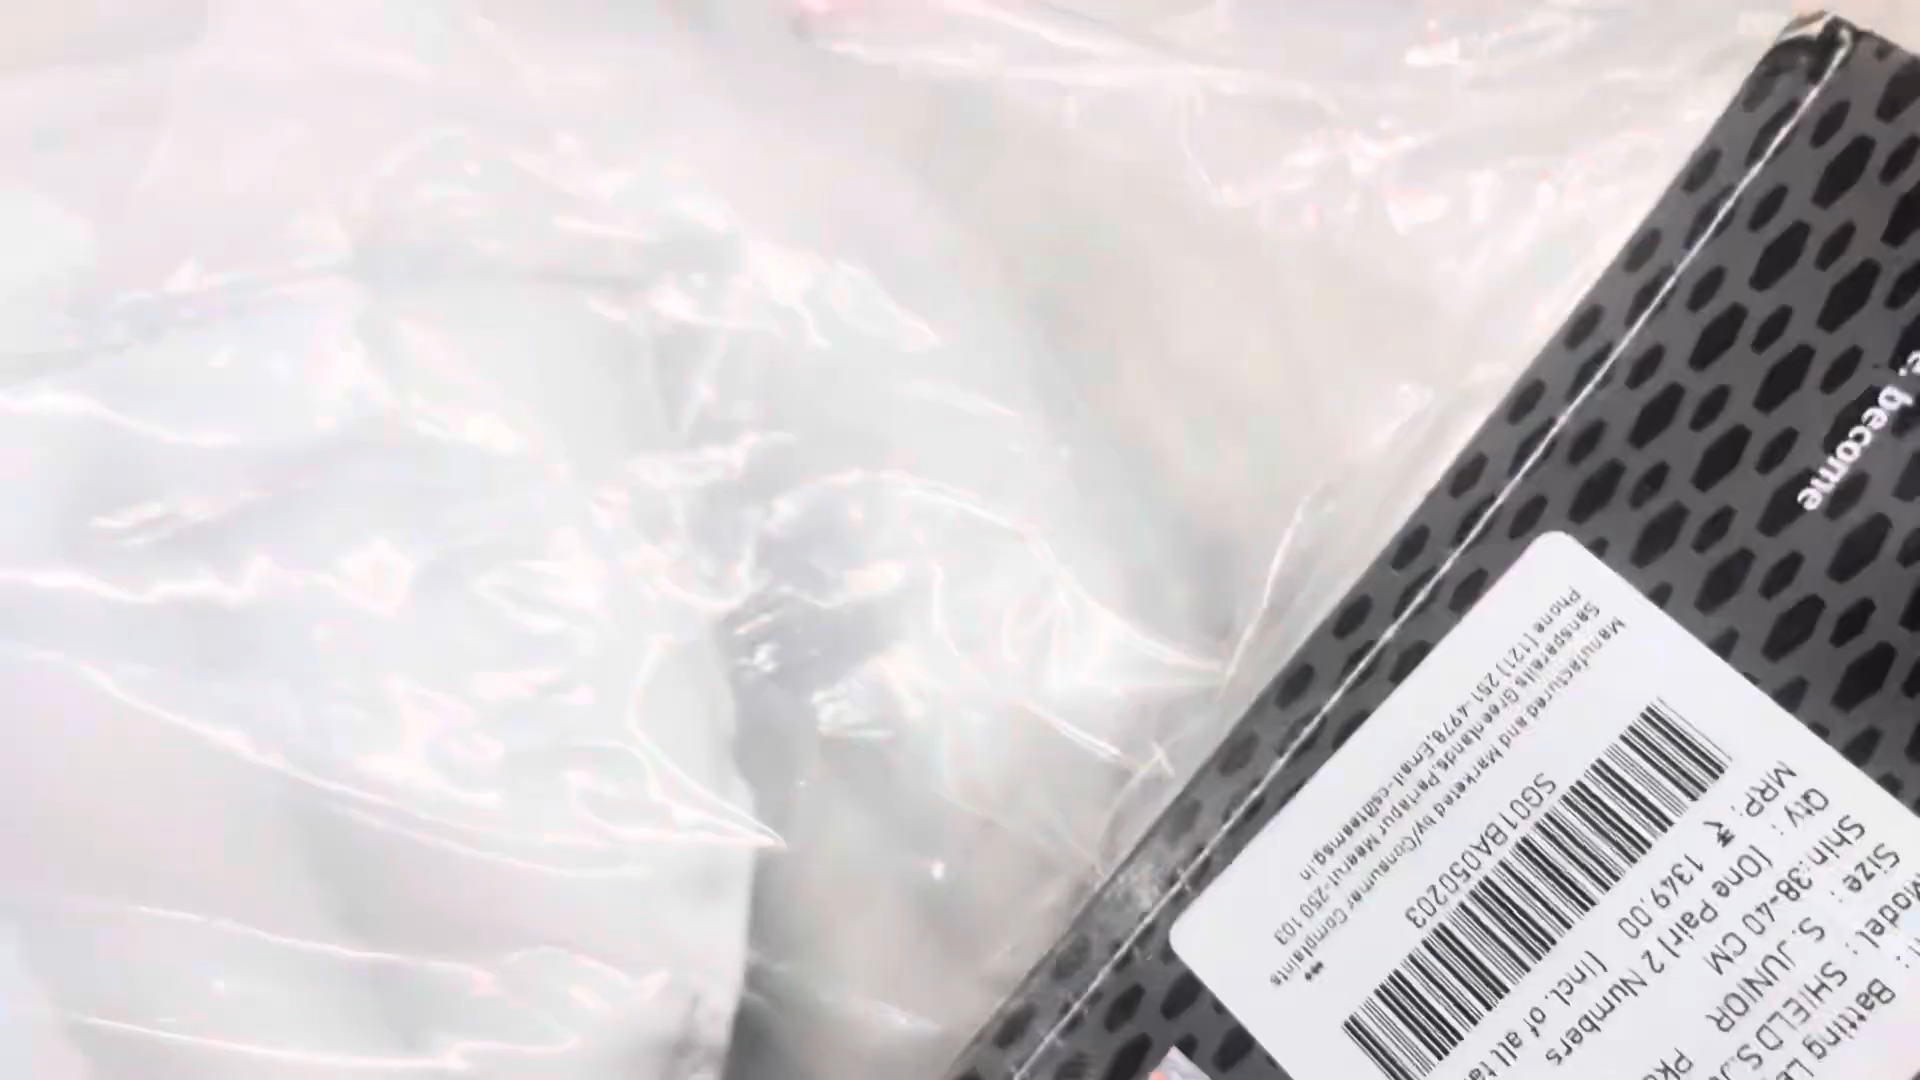 become
Batting
Model : SHIELD S.
Size : S. JUNIOR
Shin:38-40 CM
Qty : (One Pair) 2 Numbers
MRP: ₹ 1349.00 (Incl. of all
SG01BA050203
Manufactured and Marketed by/Consumer Complaints
Sanspareils Greenlands,Partapur Meerut-250 103
Phone (121) 251-4978,Email-cs@teamsg.in